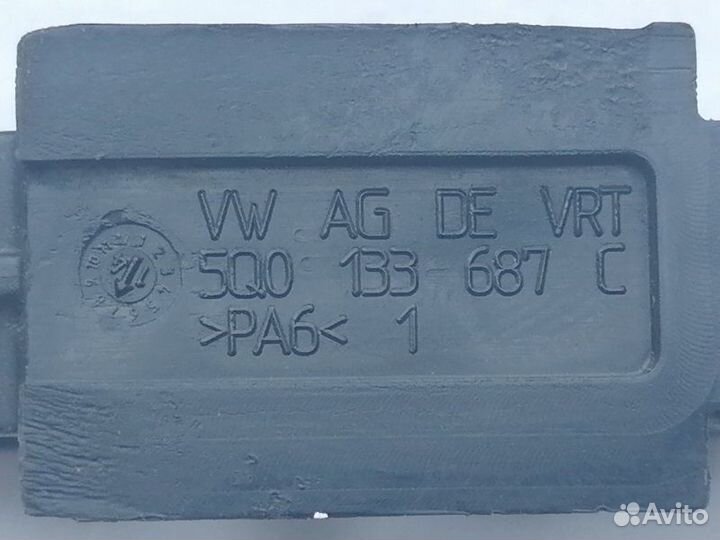 VW AG DE VRT
5Q0 133 687 C
>PA6< 1
Avito